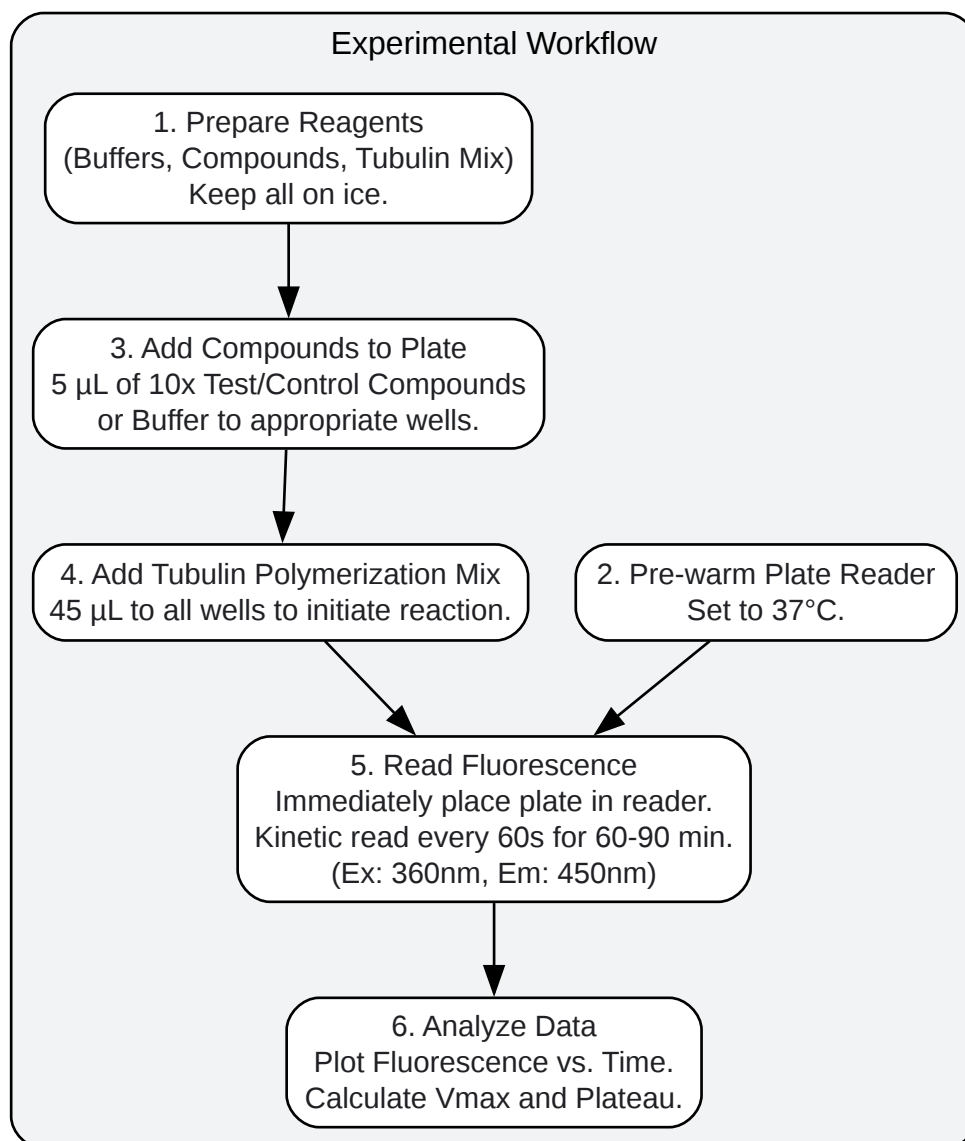 Experimental Workflow
1. Prepare Reagents
(Buffers, Compounds, Tubulin Mix)
Keep all on ice.
3. Add Compounds to Plate
5 µL of 10x Test/Control Compounds
or Buffer to appropriate wells.
4. Add Tubulin Polymerization Mix
45 µL to all wells to initiate reaction.
2. Pre-warm Plate Reader
Set to 37°C.
5. Read Fluorescence
Immediately place plate in reader.
Kinetic read every 60s for 60-90 min.
(Ex: 360nm, Em: 450nm)
6. Analyze Data
Plot Fluorescence vs. Time.
Calculate Vmax and Plateau.